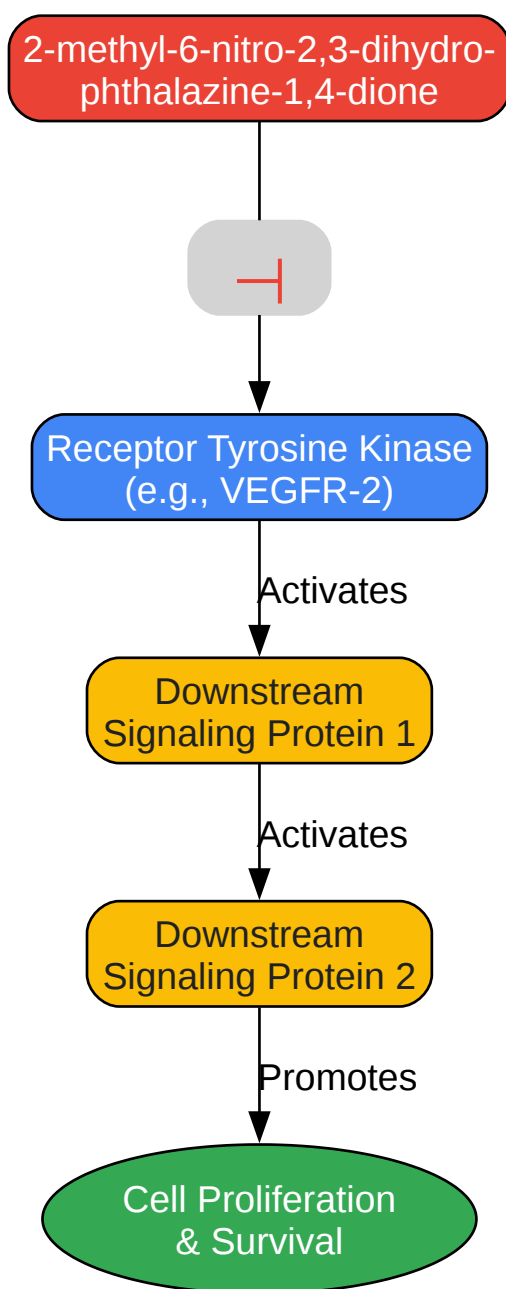 2-methyl-6-nitro-2,3-dihydro-
phthalazine-1,4-dione
Receptor Tyrosine Kinase
(e.g., VEGFR-2)
Activates
Downstream
Signaling Protein 1
Activates
Downstream
Signaling Protein 2
Promotes
Cell Proliferation
& Survival